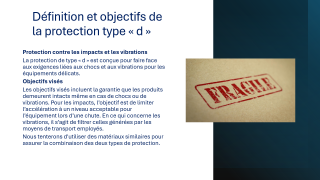 Définition et objectifs de
la protection type « d »
Protection contre les impacts et les vibrations
La protection de type « d » est conçue pour faire face
aux exigences liées aux chocs et aux vibrations pour les
équipements délicats.
Objectifs visés
Les objectifs visés incluent la garantie que les produits
demeurent intacts même en cas de chocs ou de
vibrations. Pour les impacts, l'objectif est de limiter
l'accélération à un niveau acceptable pour
l'équipement lors d'une chute. En ce qui concerne les
vibrations, il s'agit de filtrer celles générées par les
moyens de transport employés.
Nous tenterons d'utiliser des matériaux similaires pour
assurer la combinaison des deux types de protection.
FRAGILE